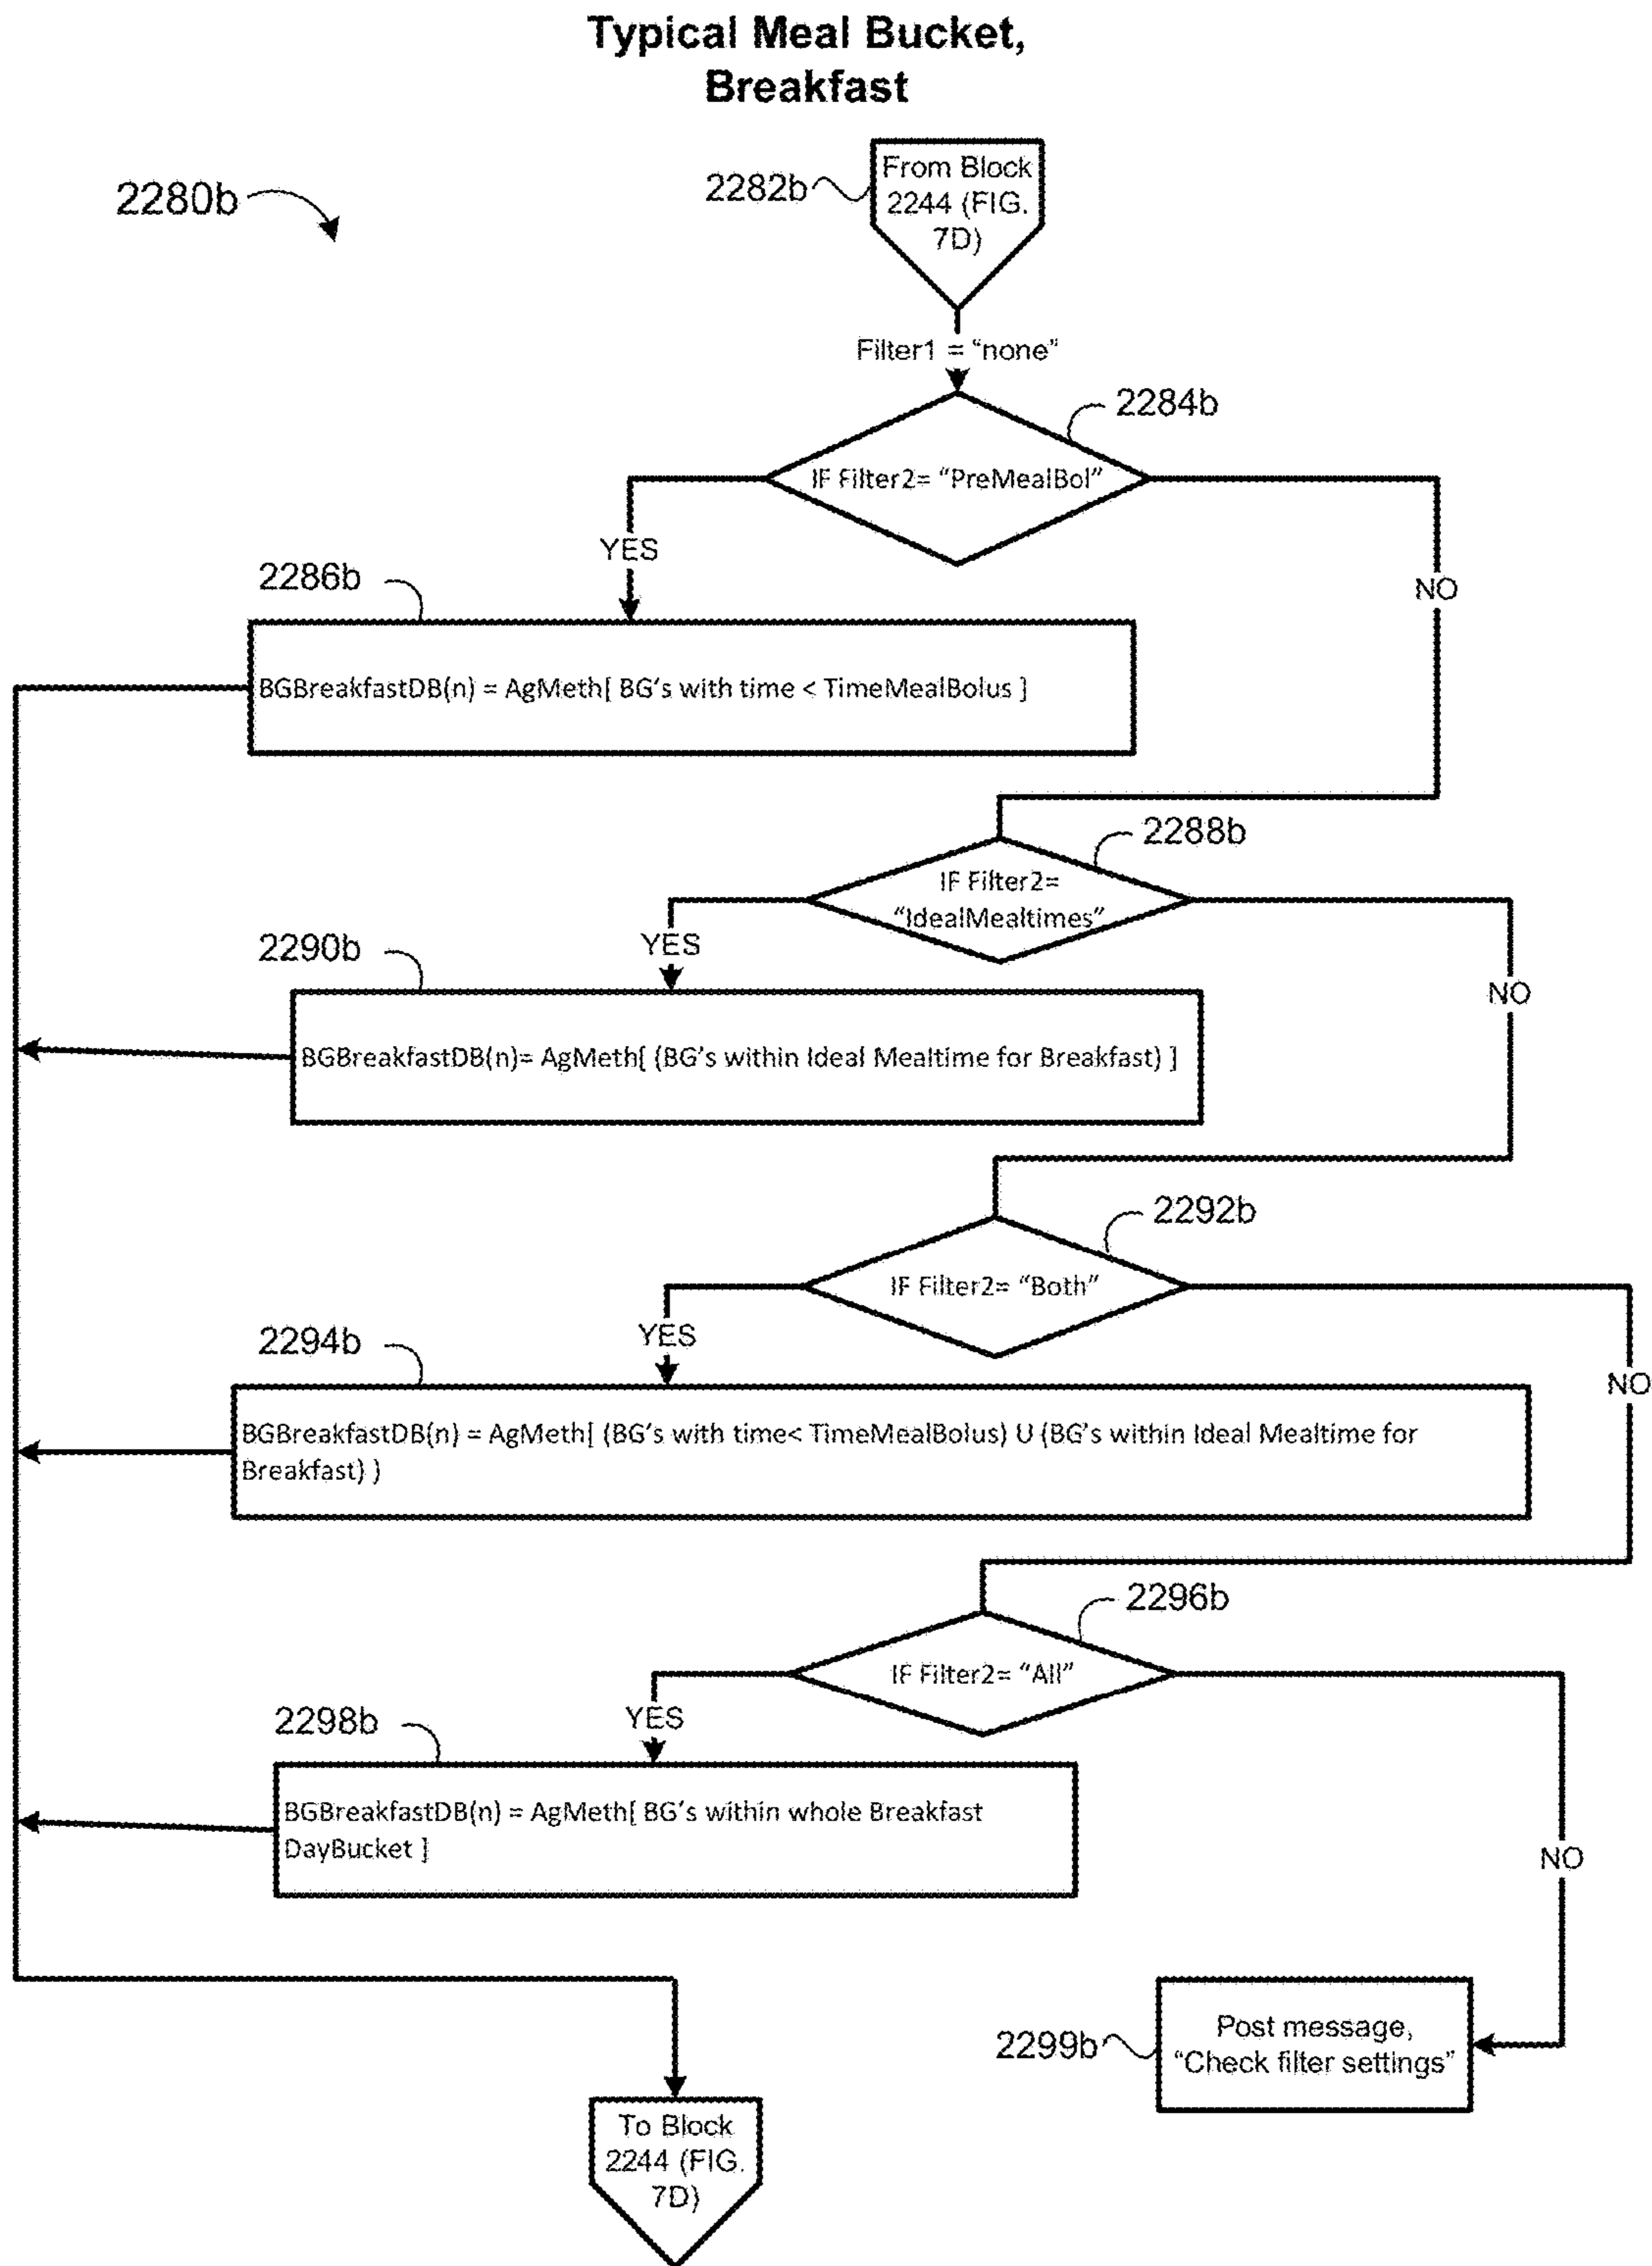 Typical Meal Bucket,
Breakfast
2280b
2282b
From Block
2244 (FIG.
7D)
Filter1 = “none”
2284b
IF Filter2= “PreMealBol”
YES
NO
2286b
BGBreakfastDB(n) = AgMeth[ BG’s with time < TimeMealBolus ]
2288b
IF Filter2=
“IdealMealtimes”
YES
NO
2290b
BGBreakfastDB(n)= AgMeth[ (BG’s within Ideal Mealtime for Breakfast) ]
2292b
IF Filter2= “Both”
YES
NO
2294b
BGBreakfastDB(n) = AgMeth[ (BG’s with time< TimeMealBolus) U (BG’s within Ideal Mealtime for
Breakfast) )
2296b
IF Filter2= “All”
YES
NO
2298b
BGBreakfastDB(n) = AgMeth[ BG’s within whole Breakfast
DayBucket ]
2299b
Post message,
“Check filter settings”
To Block
2244 (FIG.
7D)